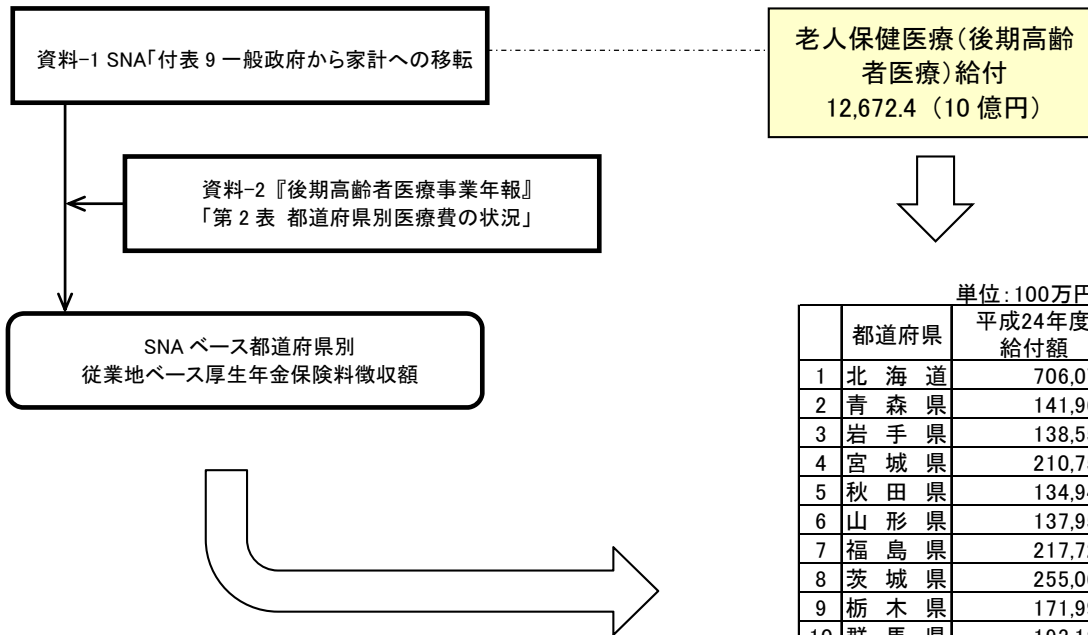 資料-1 SNA「付表 9 一般政府から家計への移転
老人保健医療(後期高齢
者医療)給付
12,672.4 (10 億円)
資料-2『後期高齢者医療事業年報』
「第 2 表 都道府県別医療費の状況」
SNA ベース都道府県別
従業地ベース厚生年金保険料徴収額
単位:100万円
都道府県 平成24年度
給付額
1 北 海 道 706,0
2 青 森 県 141,9
3 岩 手 県 138,5
4 宮 城 県 210,7
5 秋 田 県 134,9
6 山 形 県 137,9
7 福 島 県 217,7
8 茨 城 県 255,0
9 栃 木 県 171,9
10 群 馬 県